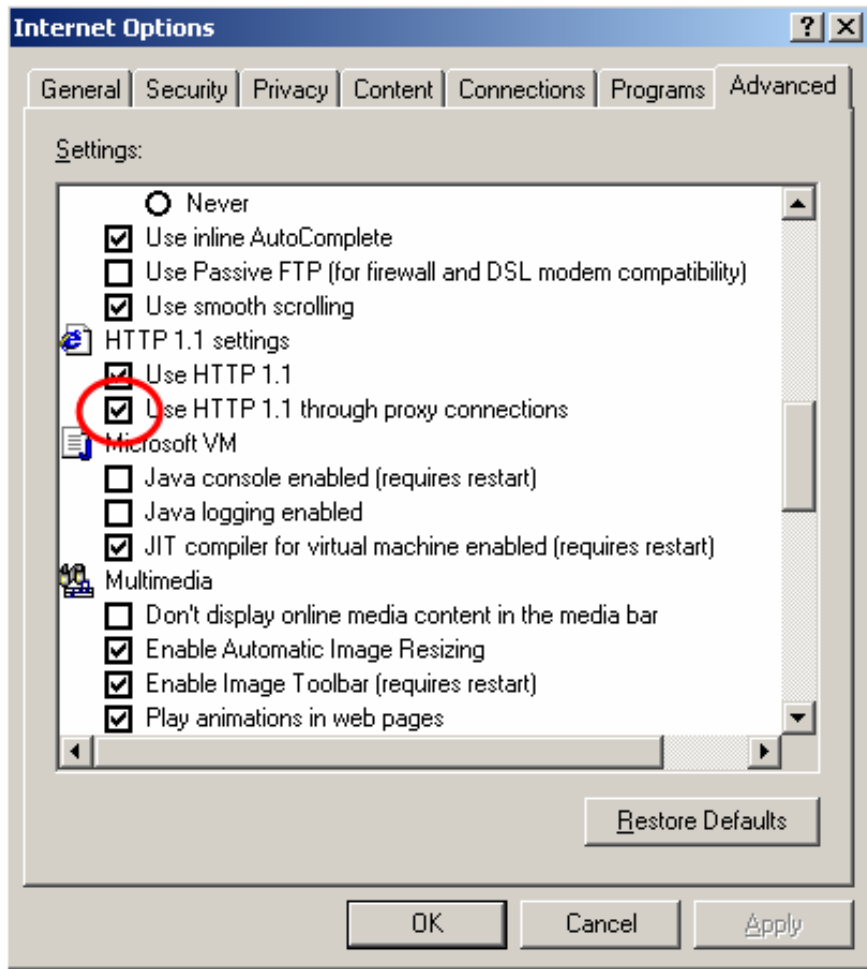 Internet Options
General Security Privacy Content Connections Programs Advanced
Settings:
Never
Use inline AutoComplete
Use Passive FTP (for firewall and DSL modem compatibility)
Use smooth scrolling
HTTP 1.1 settings
Use HTTP 1.1
Use HTTP 1.1 through proxy connections
Microsoft VM
Java console enabled (requires restart)
Java logging enabled
JIT compiler for virtual machine enabled (requires restart)
Multimedia
Don't display online media content in the media bar
Enable Automatic Image Resizing
Enable Image Toolbar (requires restart)
Play animations in web pages
Restore Defaults
OK Cancel Apply